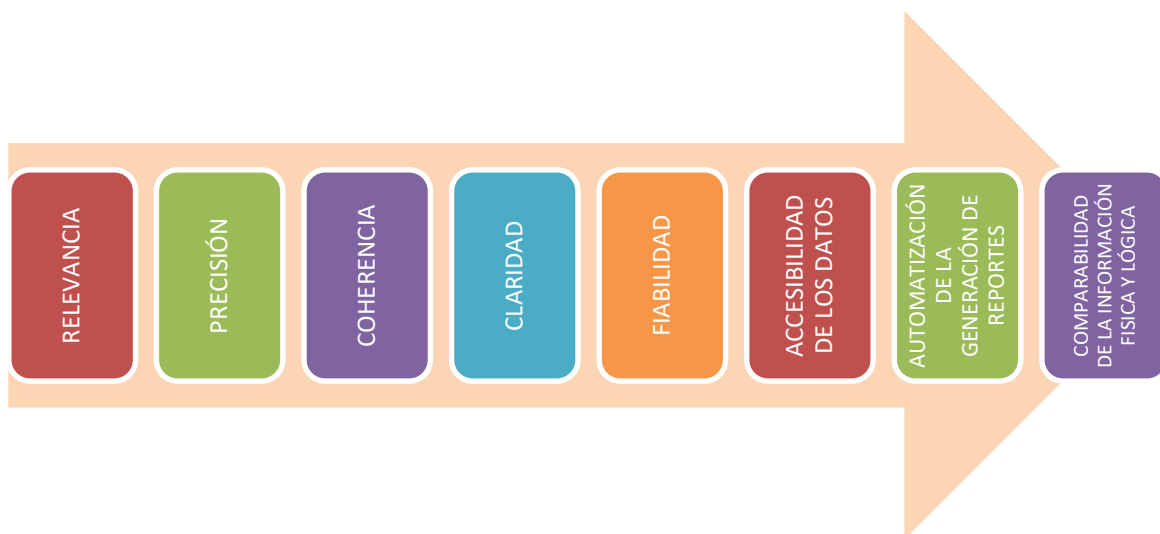 RELEVANCIA
PRECISIÓN
COHERENCIA
CLARIDAD
FIABILIDAD
ACCESIBILIDAD
DE LOS DATOS
AUTOMATIZACIÓN
DE LA
GENERACIÓN DE
REPORTES
COMPARABILIDAD
DE LA INFORMACIÓN
FISICA Y LÓGICA